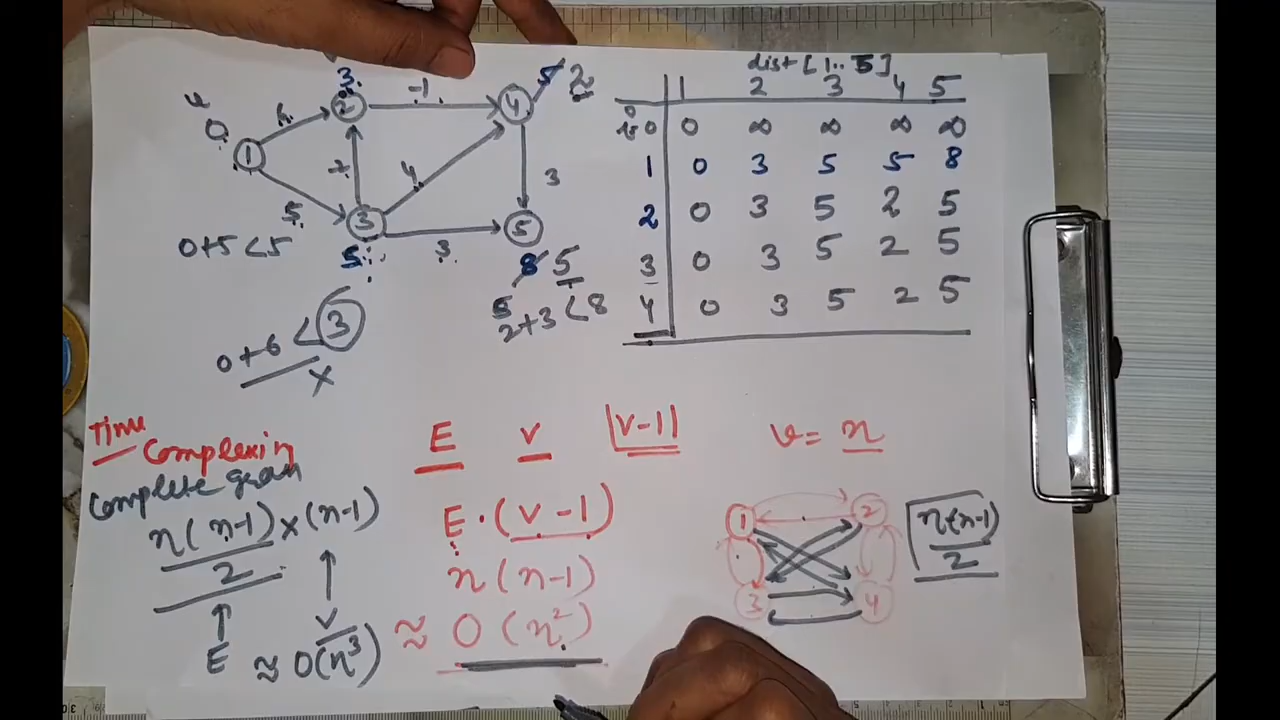 dist [1..5]
1 2 3 4 5
0 0 ∞ ∞ ∞ ∞
1 0 3 5 5 8
2 0 3 5 2 5
3 0 3 5 2 5
4 0 3 5 2 5
3
2 -1 4 5 2
0 6
1
4 3
5 3 3 5
0+5<5
5 8 5
2+3<8
0+6<3
x
Time
Complexin
Complete
n(n-1)/2 x(n-1)
E V
≈ O(n³)
E V |V-1|
E.(V-1)
n(n-1)
≈ O(n²)
v= n
1 2
3 4
n(n-1)/2